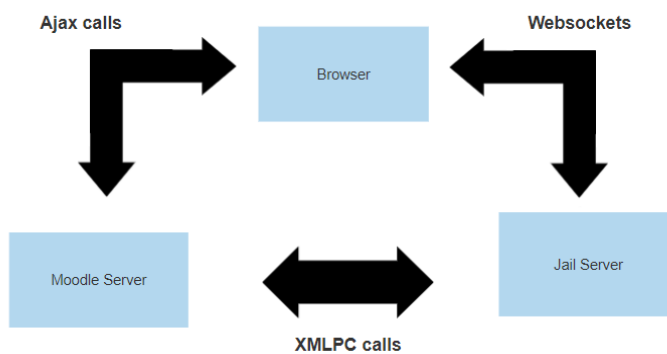 Ajax calls
Websockets
Browser
Moodle Server
Jail Server
XMLPC calls